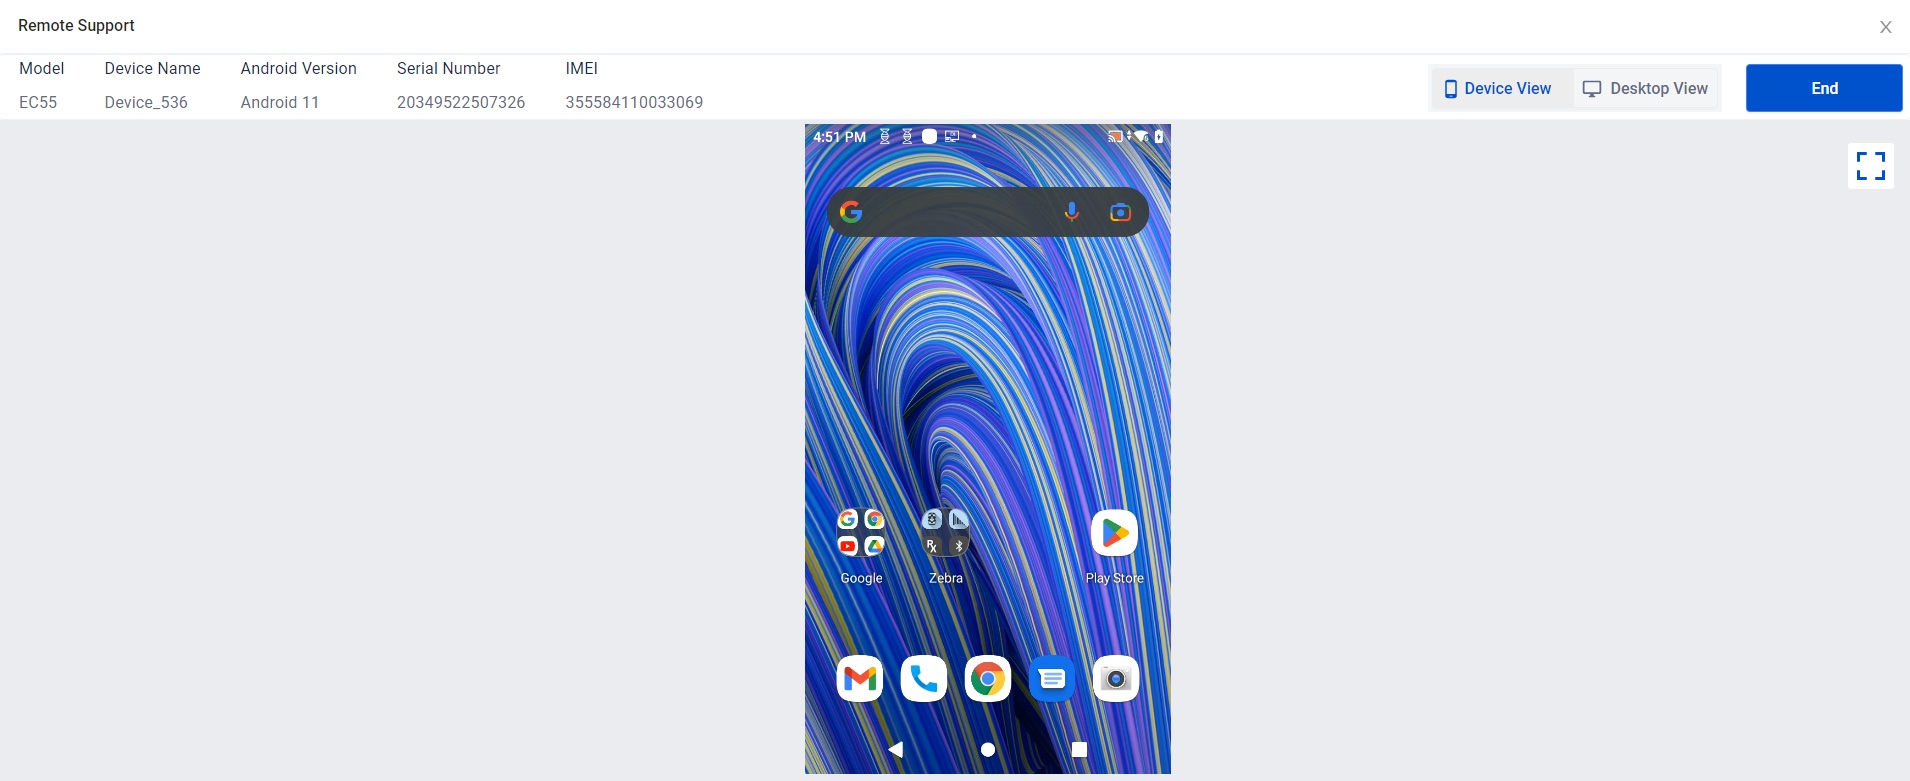 Remote Support
Model Device Name Android Version Serial Number IMEI
EC55 Device_536 Android 11 20349522507326 355584110033069
Device View Desktop View End
4:51 PM
Google Zebra Play Store